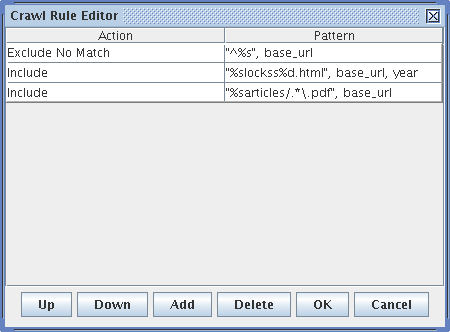 Crawl Rule Editor
Action Pattern
Exclude No Match "^%s", base_url
Include "%slockss%d.html", base_url, year
Include "%sarticles/.*\.pdf", base_url
Up Down Add Delete OK Cancel